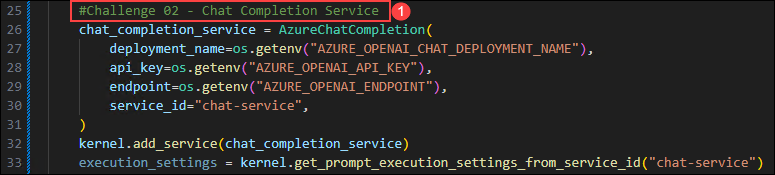 25 #Challenge 02 - Chat Completion Service 1
26 chat_completion_service = AzureChatCompletion(
27 deployment_name=os.getenv("AZURE_OPENAI_CHAT_DEPLOYMENT_NAME"),
28 api_key=os.getenv("AZURE_OPENAI_API_KEY"),
29 endpoint=os.getenv("AZURE_OPENAI_ENDPOINT"),
30 service_id="chat-service",
31 )
32 kernel.add_service(chat_completion_service)
33 execution_settings = kernel.get_prompt_execution_settings_from_service_id("chat-service")